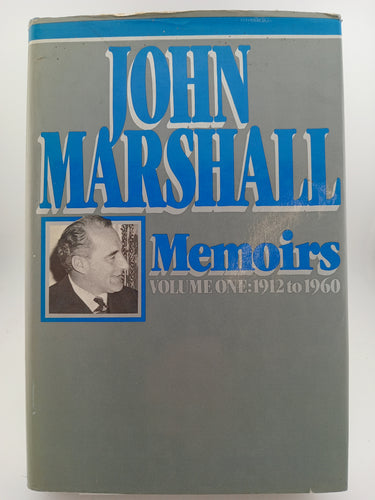 JOHN
MARSHALL
Memoirs
VOLUME ONE: 1912 to 1960